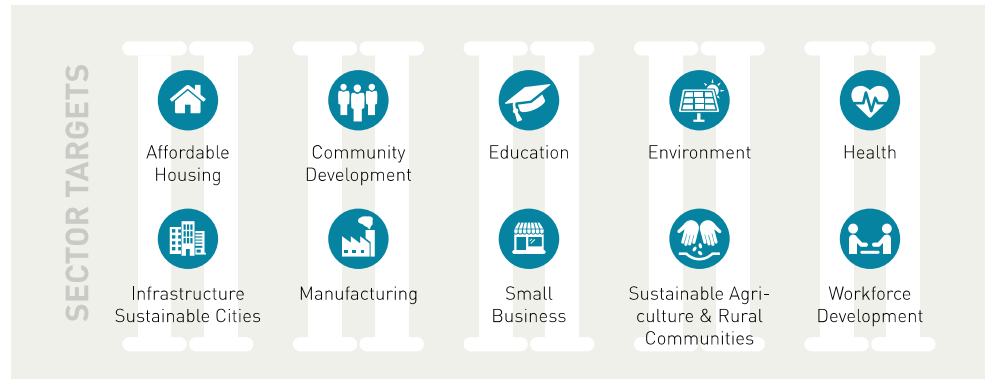 SECTOR TARGETS
Affordable
Housing
Community
Development
Education
Environment
Health
Infrastructure
Sustainable Cities
Manufacturing
Small
Business
Sustainable Agri-
culture & Rural
Communities
Workforce
Development